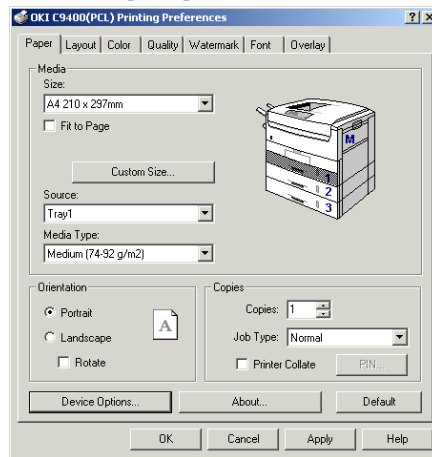 OKI C9400(PCL) Printing Preferences
Paper Layout Color Quality Watermark Font Overlay
Media
Size:
A4 210 x 297mm
Fit to Page
Custom Size...
Source:
Tray1
Media Type:
Medium (74-92 g/m2)
M
1
2
3
Orientation
Portrait
Landscape
Rotate
A
Copies
Copies: 1
Job Type: Normal
Printer Collate PIN...
Device Options... About... Default
OK Cancel Apply Help